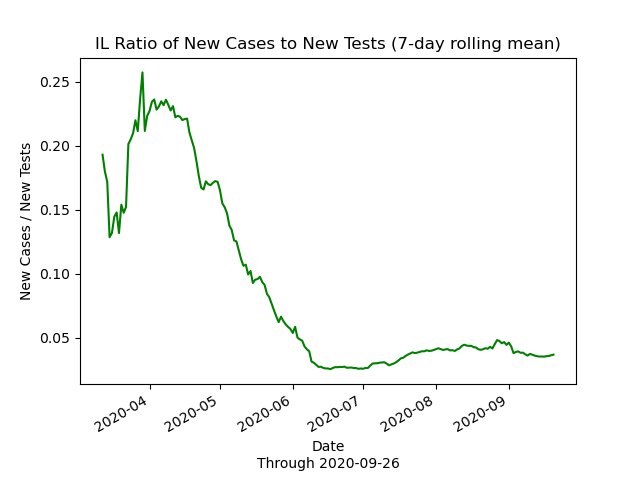 IL Ratio of New Cases to New Tests (7-day rolling mean)
New Cases / New Tests
0.25
0.20
0.15
0.10
0.05
2020-04
2020-05
2020-06
2020-07
2020-08
2020-09
Date
Through 2020-09-26